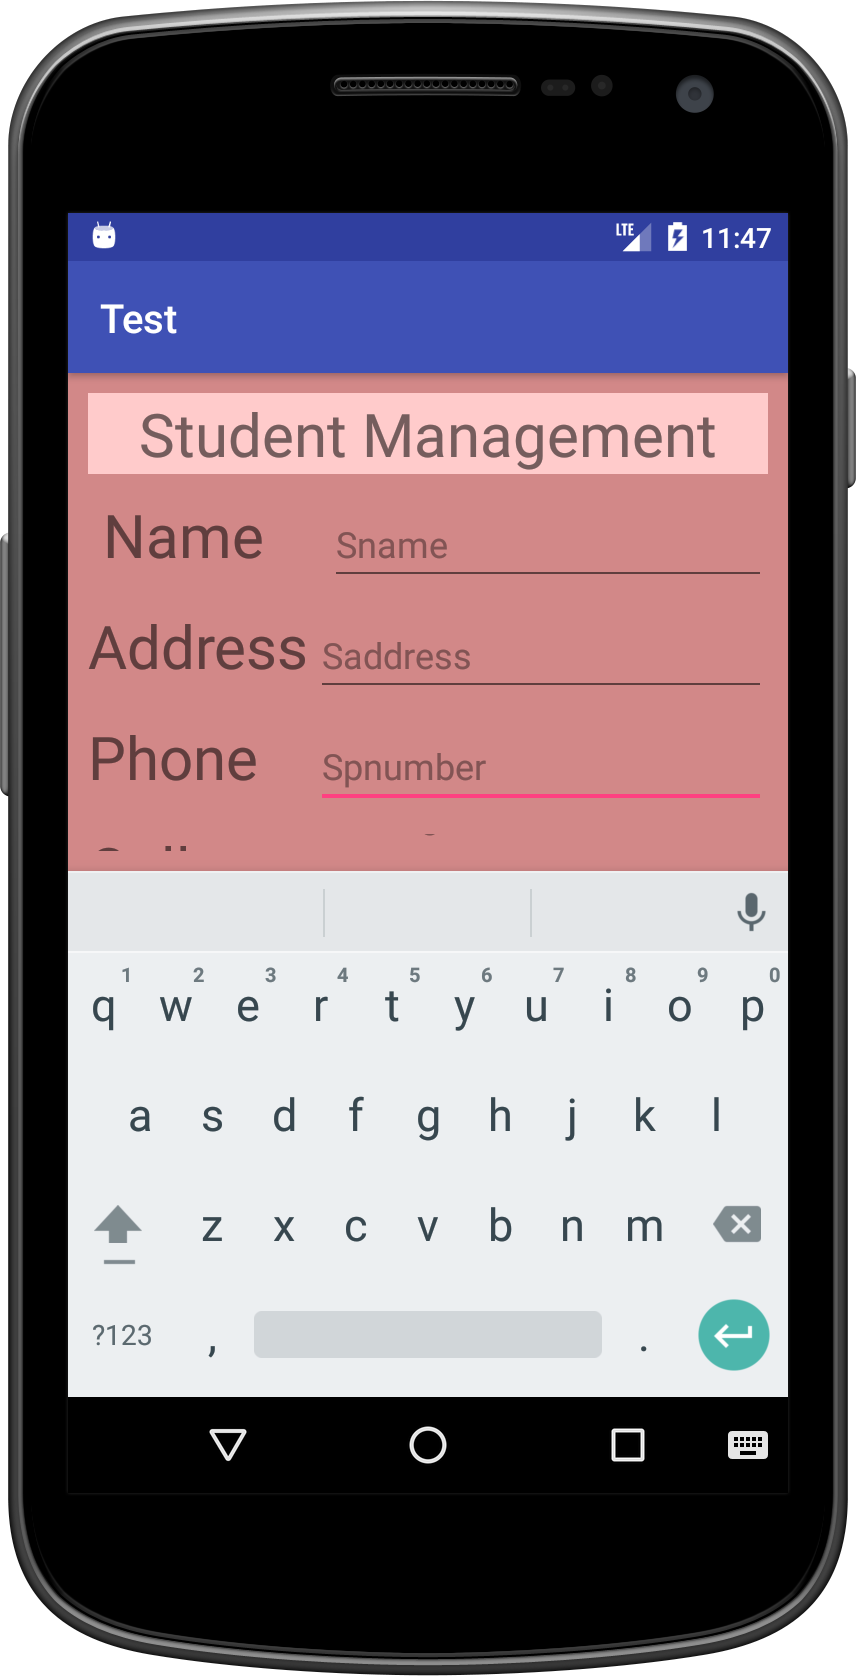 LTE 11:47
Test
Student Management
Name Sname
Address Saddress
Phone Spnumber
1 2 3 4 5 6 7 8 9 0
q w e r t y u i o p
a s d f g h j k l
z x c v b n m
?123 , .